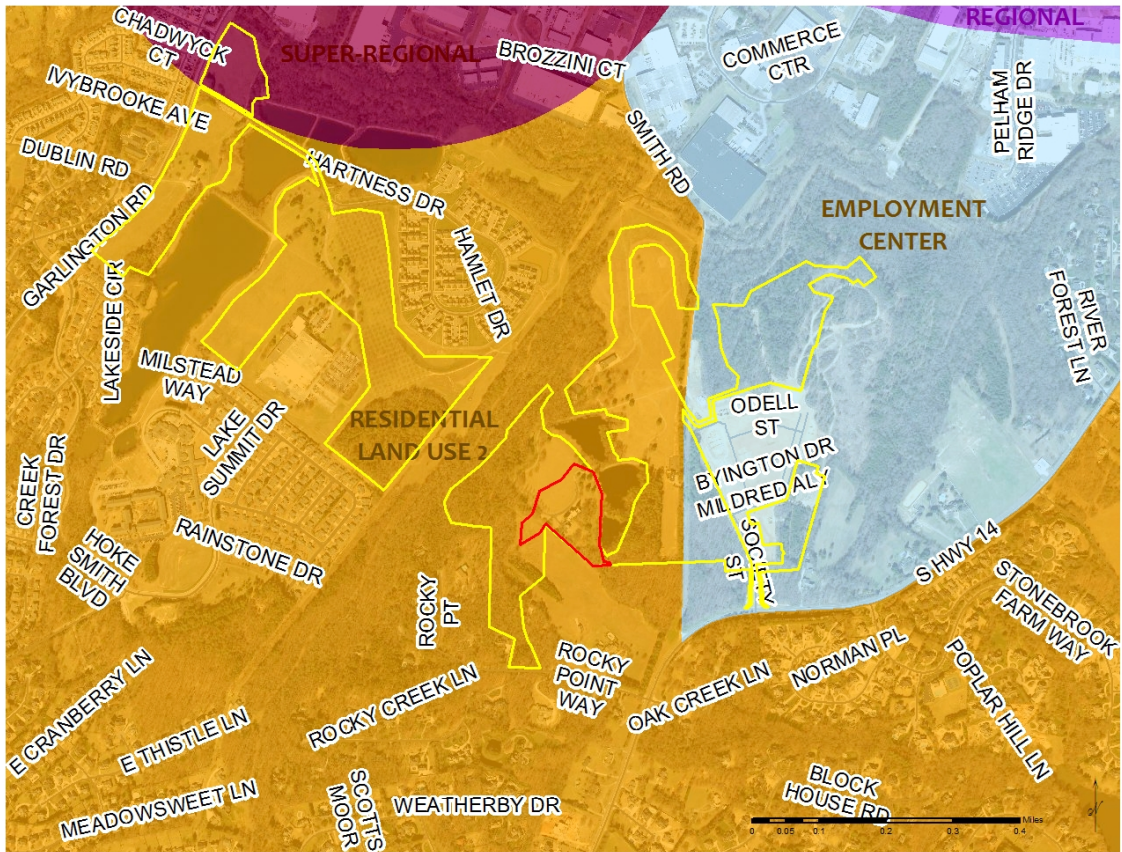 REGIONAL
CHADWYCK
CT
SUPER-REGIONAL
BROZZINI CT
COMMERCE
CTR
PELHAM
RIDGE DR
IVYBROOKE AVE
DUBLIN RD
SMITH RD
HARTNESS DR
GARLINGTON RD
HAMLET DR
EMPLOYMENT
CENTER
LAKESIDE CIR
RIVER
FOREST LN
MILSTEAD
WAY
LAKE
SUMMIT DR
RESIDENTIAL
LAND USE 2
ODELL
ST
BYINGTON DR
MILDRED ALY
CREEK
FOREST DR
HOKE
SMITH
BLVD
RAINSTONE DR
SOCIETY
ST
S HWY 14
STONEBROOK
FARM WAY
ROCKY
PT
ROCKY
POINT
WAY
NORMAN PL
POPLAR HILL LN
OAK CREEK LN
ROCKY CREEK LN
E CRANBERRY LN
E THISTLE LN
MEADOWSWEET LN
SCOTTS
MOOR
WEATHERBY DR
BLOCK
HOUSE RD
Miles
0 0.05 0.1 0.2 0.3 0.4
N